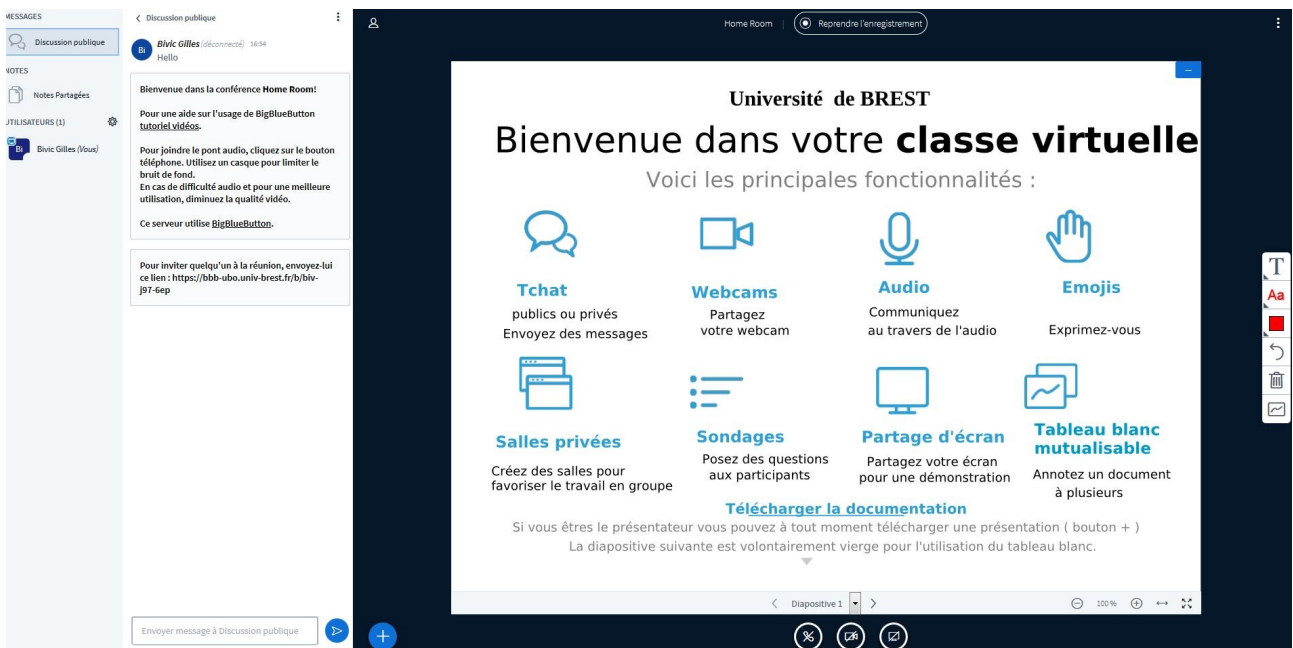 MESSAGES
Discussion publique
NOTES
Notes Partagées
UTILISATEURS (1)
Bi
Bivic Gilles (Vous)
Discussion publique
Bi
Bivic Gilles (déconnecté) 16:54
Hello
Bienvenue dans la conférence Home Room!
Pour une aide sur l'usage de BigBlueButton
tutoriel vidéos.
Pour joindre le pont audio, cliquez sur le bouton
téléphone. Utilisez un casque pour limiter le
bruit de fond.
En cas de difficulté audio et pour une meilleure
utilisation, diminuez la qualité vidéo.
Ce serveur utilise BigBlueButton.
Pour inviter quelqu'un à la réunion, envoyez-lui
ce lien : https://bbb-ubo.univ-brest.fr/b/biv-
j97-6ep
Envoyer message à Discussion publique
Home Room
Reprendre l'enregistrement
Université de BREST
Bienvenue dans votre classe virtuelle
Voici les principales fonctionnalités :
Tchat
publics ou privés
Envoyez des messages
Webcams
Partagez
votre webcam
Audio
Communiquez
au travers de l'audio
Emojis
Exprimez-vous
Salles privées
Créez des salles pour
favoriser le travail en groupe
Sondages
Posez des questions
aux participants
Partage d'écran
Partagez votre écran
pour une démonstration
Tableau blanc
mutualisable
Annotez un document
à plusieurs
Télécharger la documentation
Si vous êtres le présentateur vous pouvez à tout moment télécharger une présentation ( bouton + )
La diapositive suivante est volontairement vierge pour l'utilisation du tableau blanc.
Diapositive 1
100 %
T
Aa